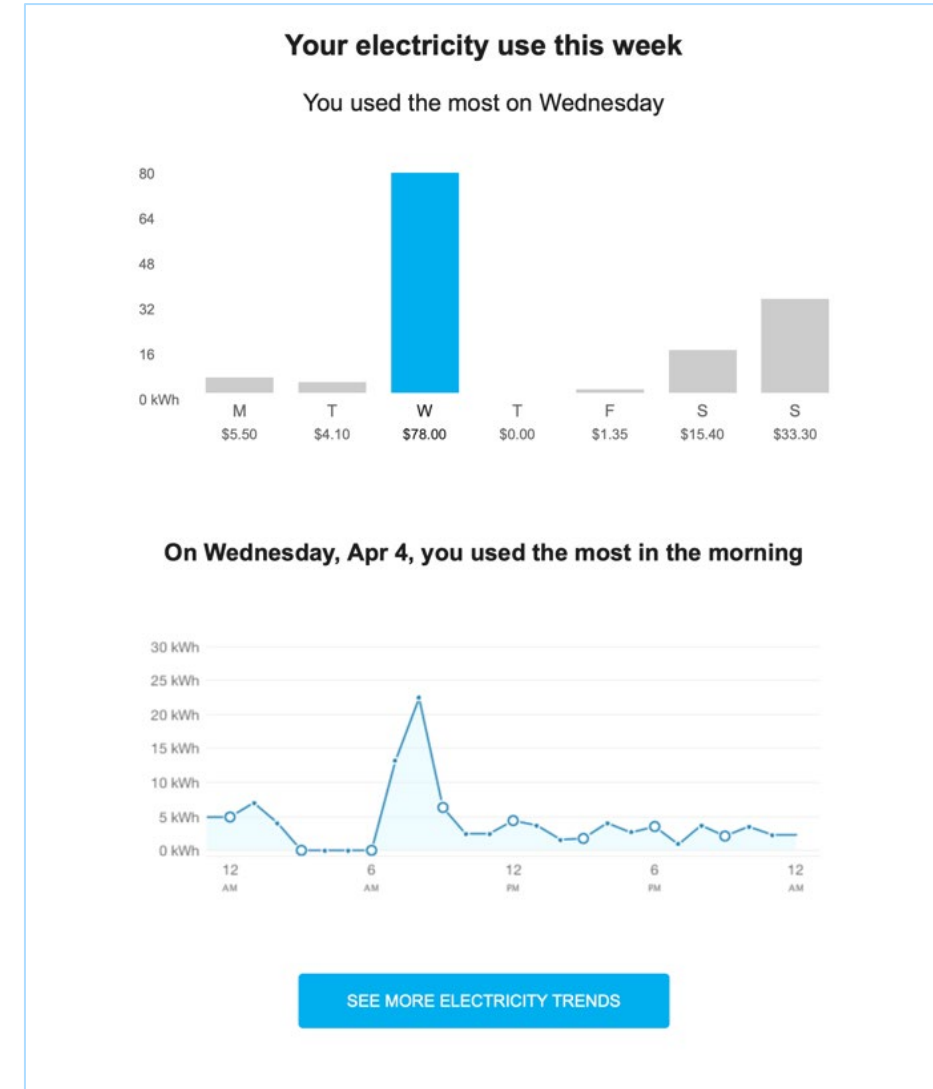 Your electricity use this week
You used the most on Wednesday
80
64
48
32
16
0 kWh
M T W T F S S
$5.50 $4.10 $78.00 $0.00 $1.35 $15.40 $33.30
On Wednesday, Apr 4, you used the most in the morning
30 kWh
25 kWh
20 kWh
15 kWh
10 kWh
5 kWh
0 kWh
12 6 12 6 12
AM AM PM PM AM
SEE MORE ELECTRICITY TRENDS